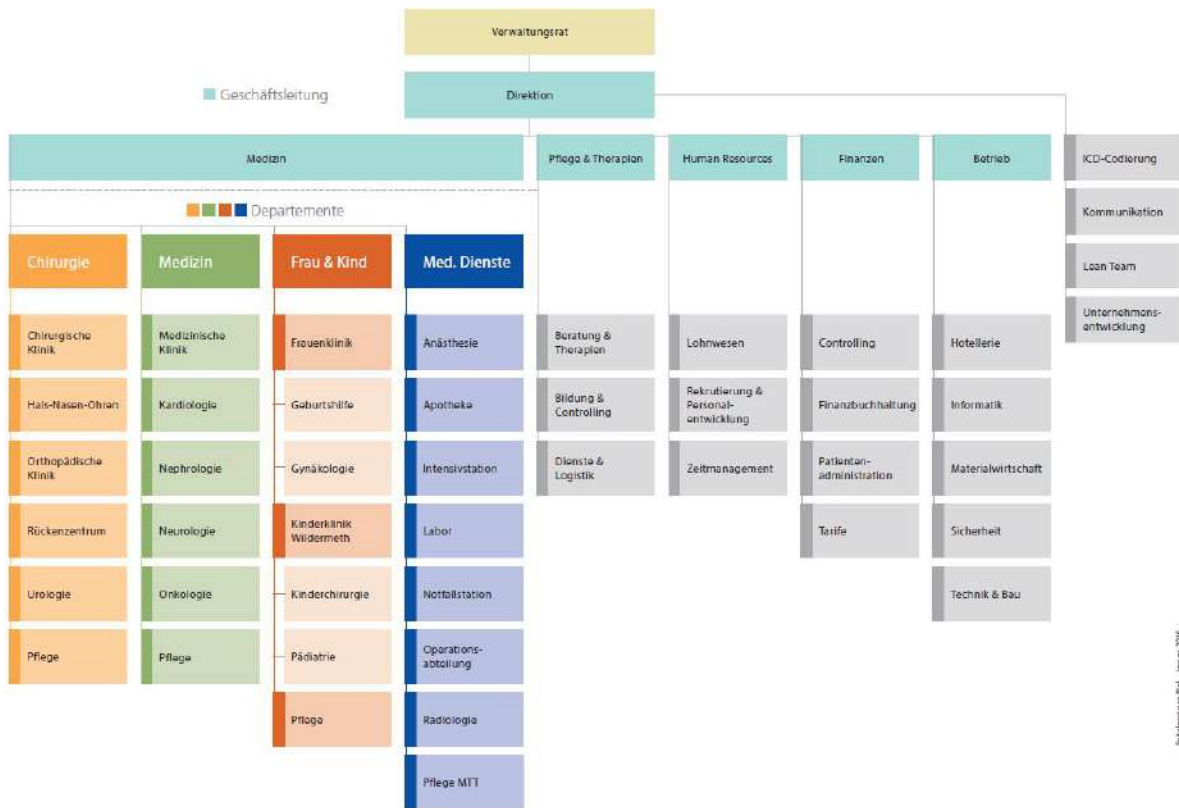 Verwaltungsrat
Geschäftsleitung
Direktion
Medizin
Pflege & Therapien
Human Resources
Finanzen
Betrieb
ICD-Codierung
Kommunikation
Lean Team
Unternehmens-
entwicklung
Departemente
Chirurgie
Medizin
Frau & Kind
Med. Dienste
Chirurgische
Klinik
Hals-Nasen-Ohren
Orthopädische
Klinik
Rückenzentrum
Urologie
Pflege
Medizinische
Klinik
Kardiologie
Nephrologie
Neurologie
Onkologie
Pflege
Frauenklinik
Geburtshilfe
Gynäkologie
Kinderklinik
Wildermeth
Kinderchirurgie
Pädiatrie
Pflege
Anästhesie
Apotheke
Intensivstation
Labor
Notfallstation
Operations-
abteilung
Radiologie
Pflege MTT
Beratung &
Therapien
Bildung &
Controlling
Dienste &
Logistik
Lohnwesen
Rekrutierung &
Personal-
entwicklung
Zeitmanagement
Controlling
Finanzbuchhaltung
Patienten-
administration
Tarife
Hotellerie
Informatik
Materialwirtschaft
Sicherheit
Technik & Bau